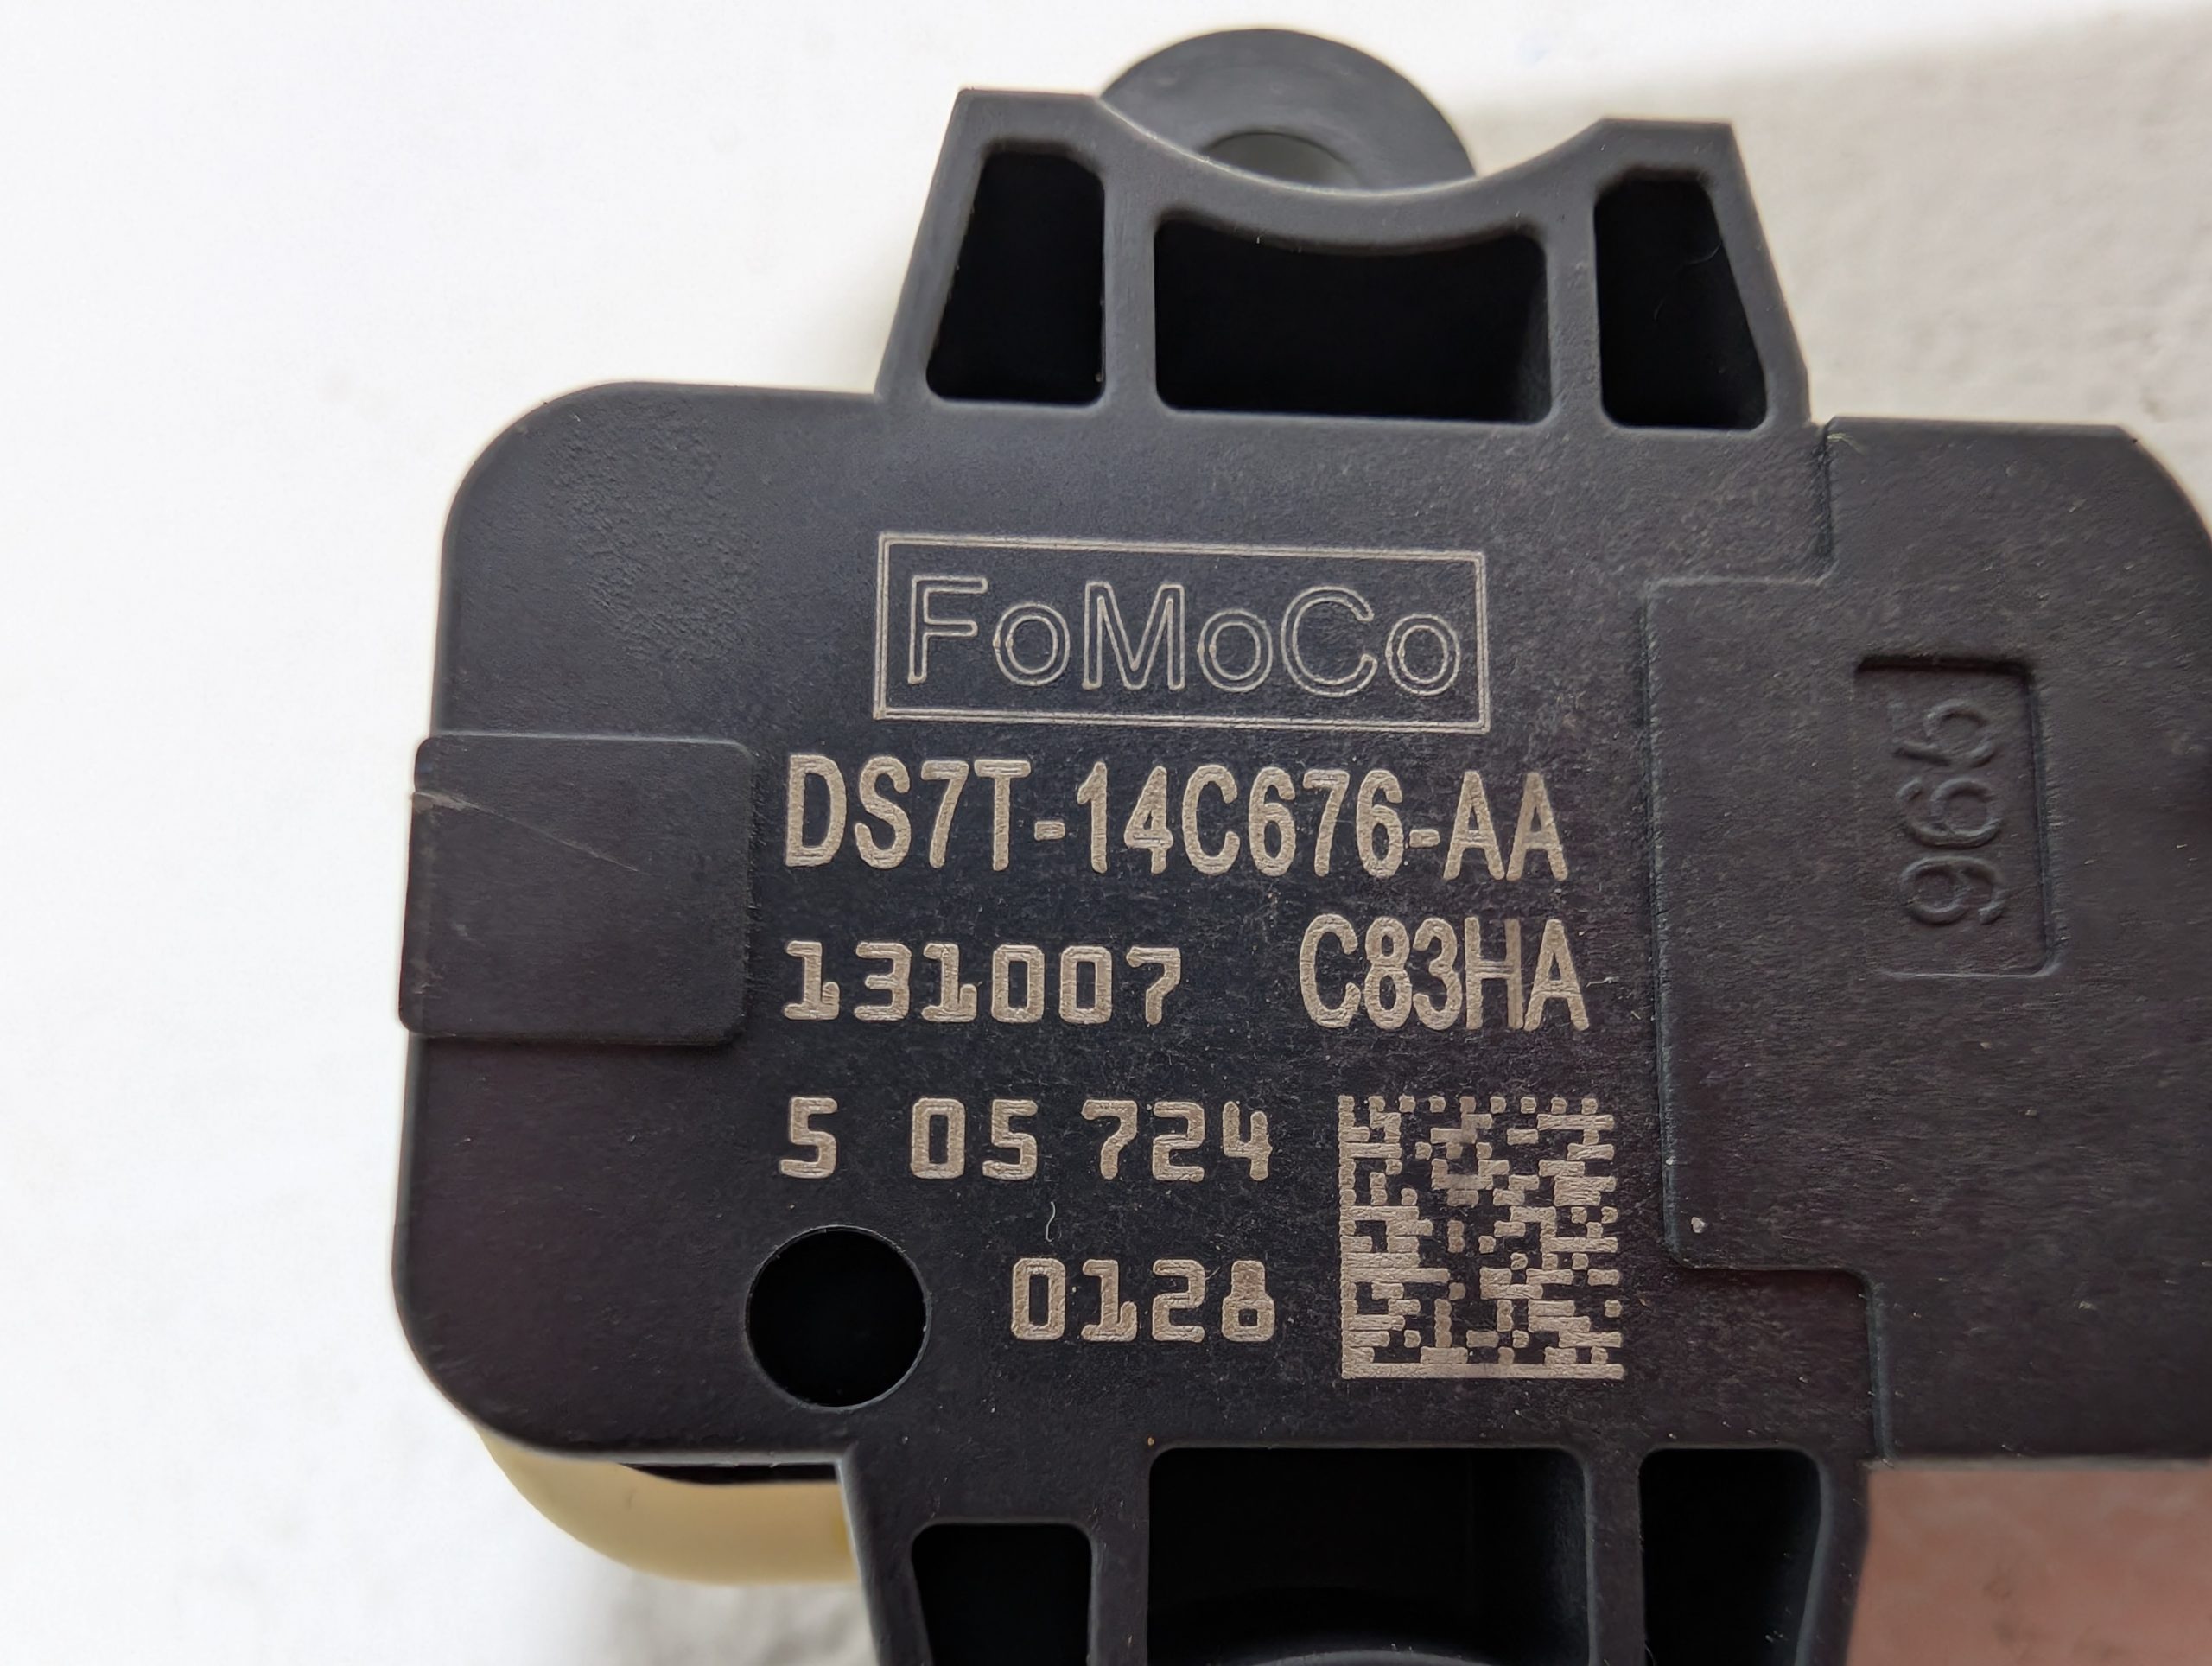 FoMoCo
DS7T-14C676-AA
131007 C83HA
5 05 724
0128
965